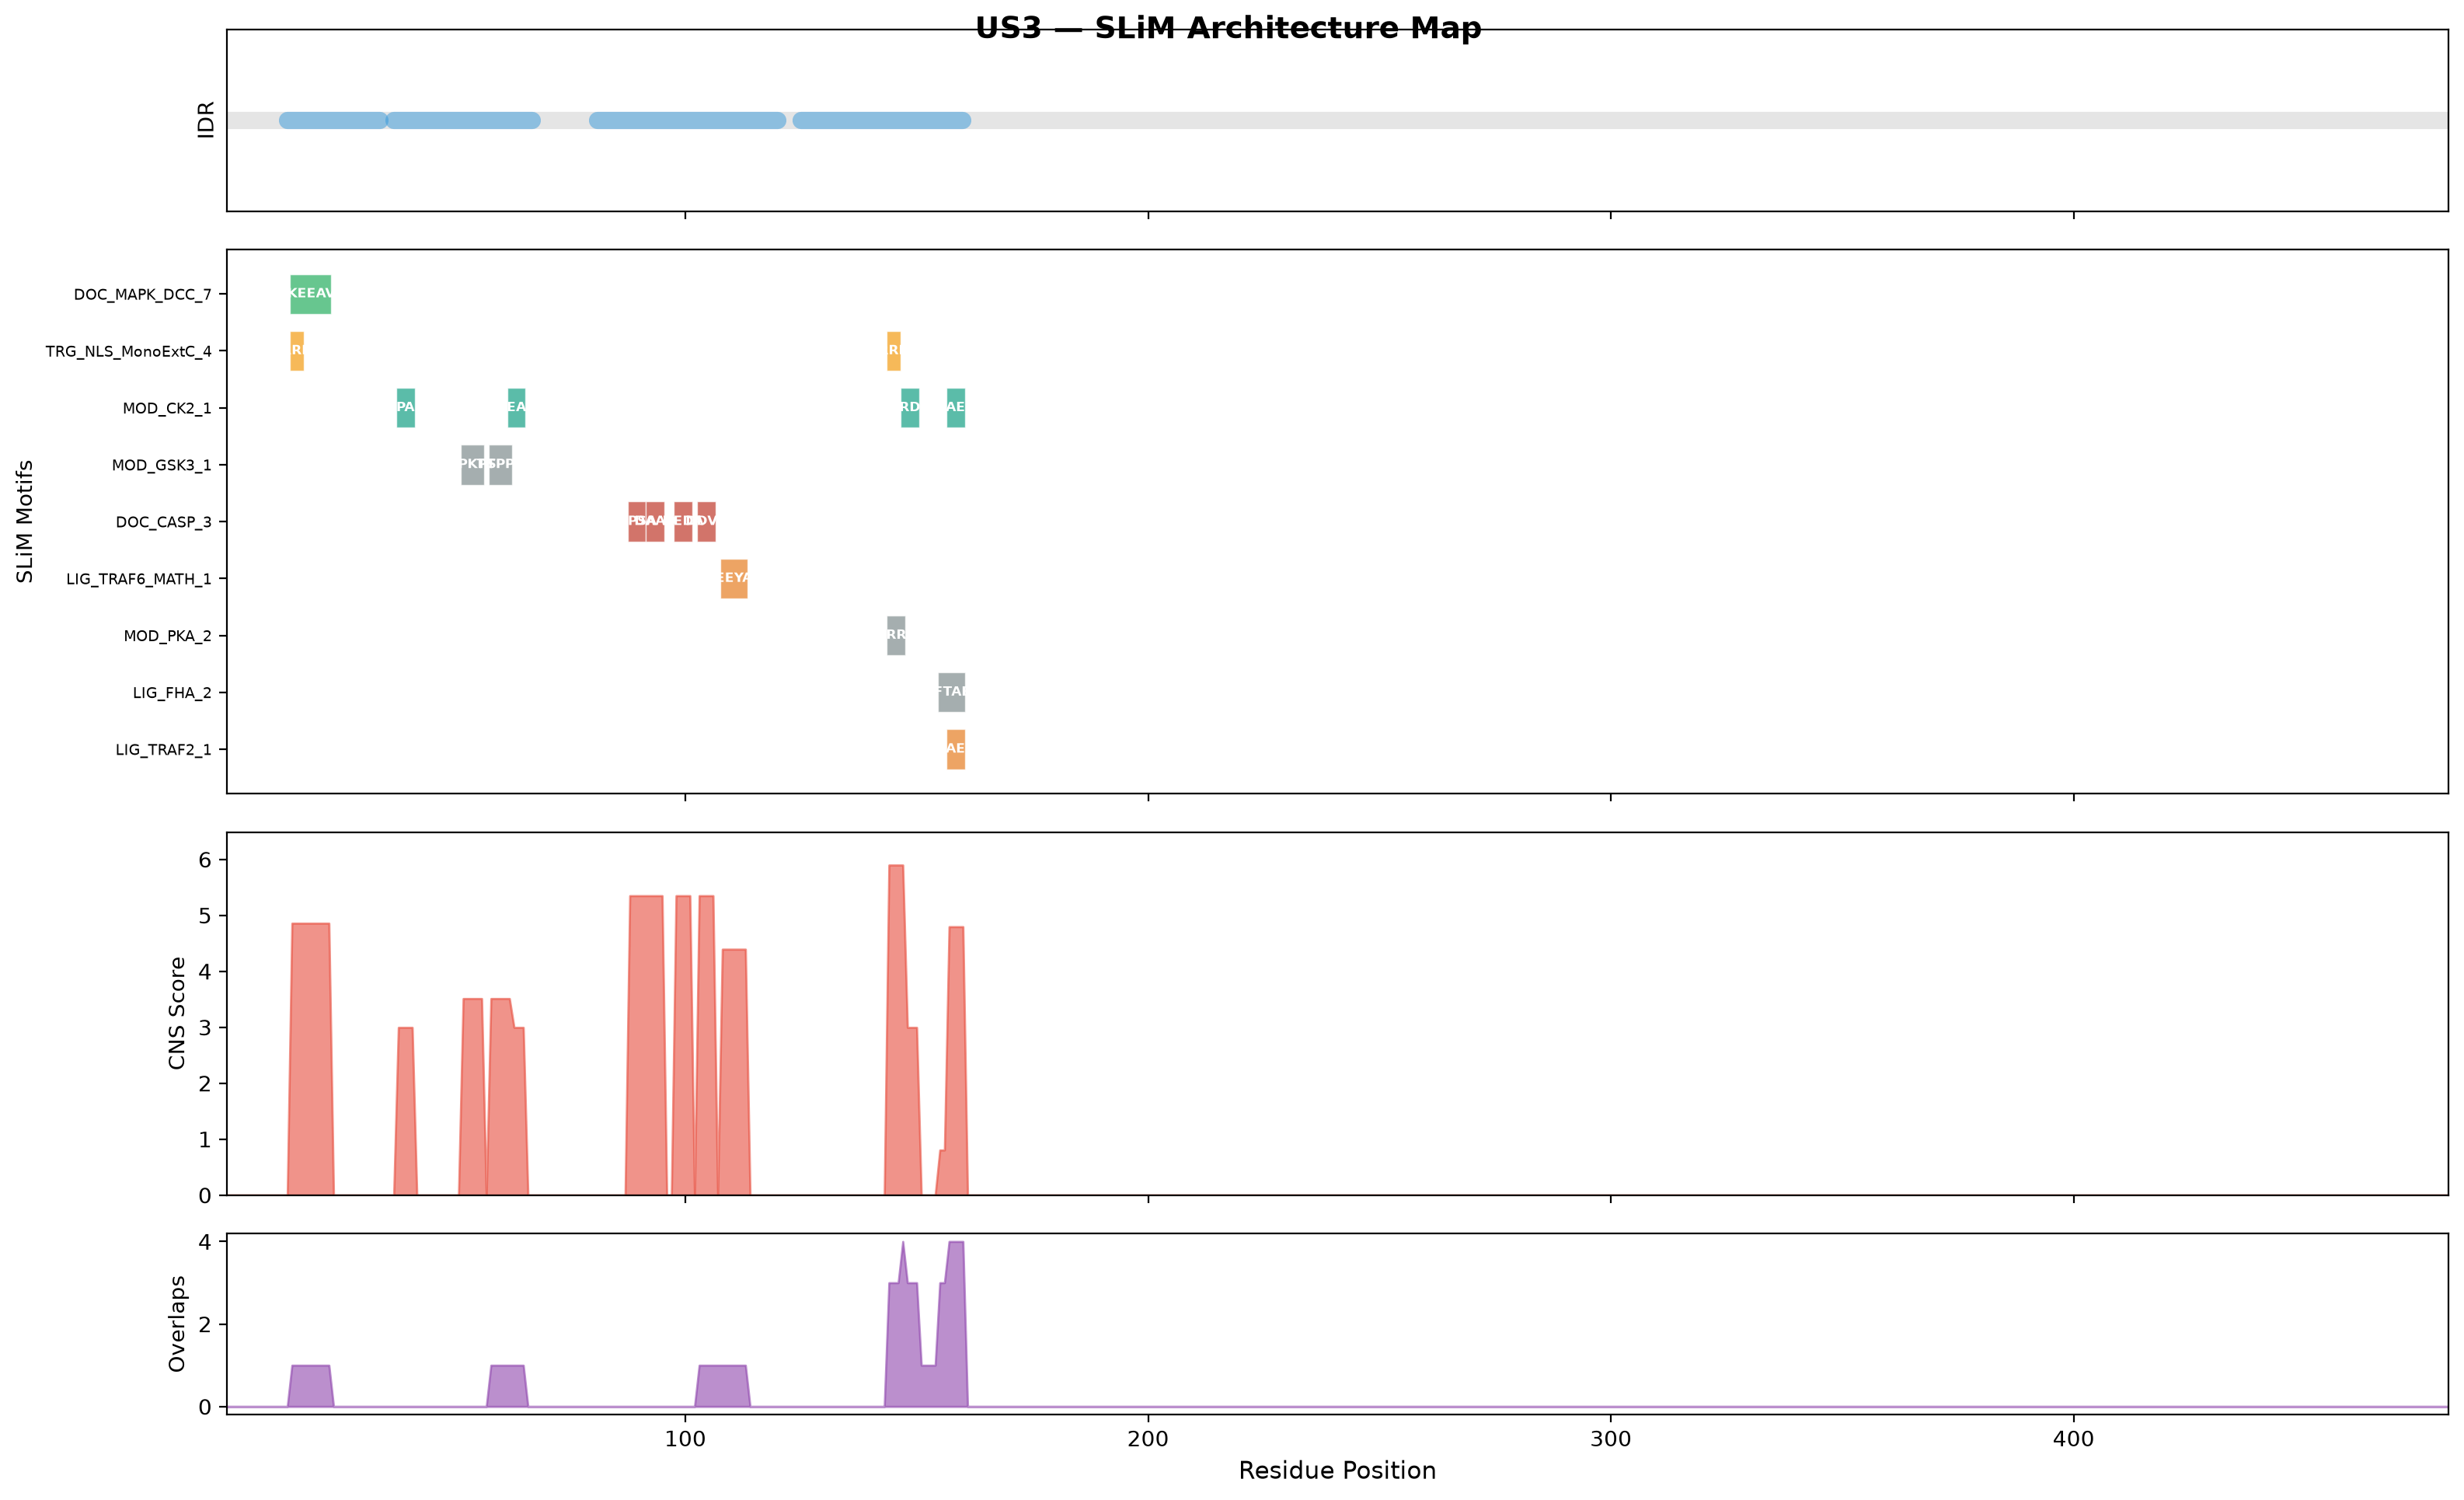 US3 — SLiM Architecture Map
IDR
SLiM Motifs
DOC_MAPK_DCC_7
KEEAV
TRG_NLS_MonoExtC_4
MOD_CK2_1
PA
EA
RD
AE
MOD_GSK3_1
DOC_CASP_3
LIG_TRAF6_MATH_1
EEYA
MOD_PKA_2
RR
LIG_FHA_2
LIG_TRAF2_1
AE
CNS Score
6
5
4
3
2
1
0
Overlaps
4
2
0
100
200
300
400
Residue Position